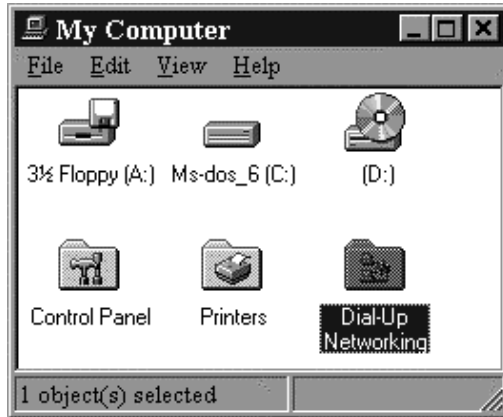 My Computer
File Edit View Help
3½ Floppy (A:) Ms-dos_6 (C:) (D:)
Control Panel Printers Dial-Up
Networking
1 object(s) selected